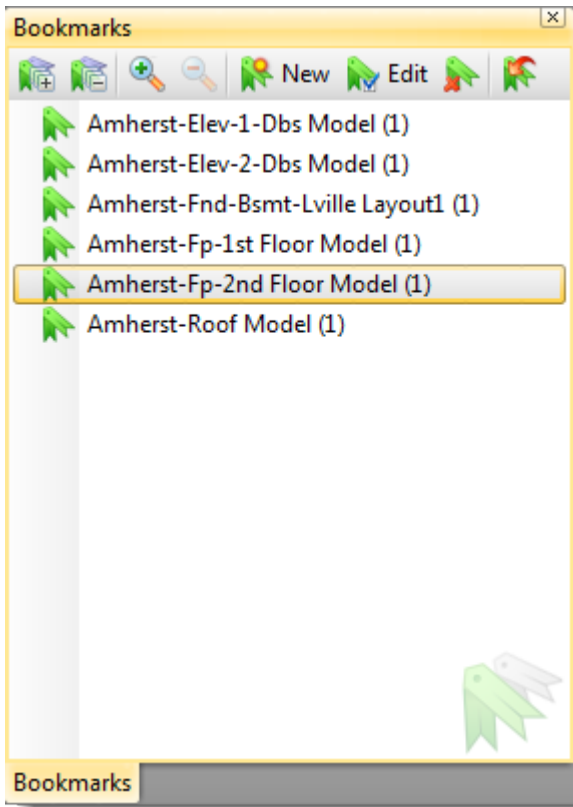 Bookmarks
New Edit
Amherst-Elev-1-Dbs Model (1)
Amherst-Elev-2-Dbs Model (1)
Amherst-Fnd-Bsmt-Lville Layout1 (1)
Amherst-Fp-1st Floor Model (1)
Amherst-Fp-2nd Floor Model (1)
Amherst-Roof Model (1)
Bookmarks